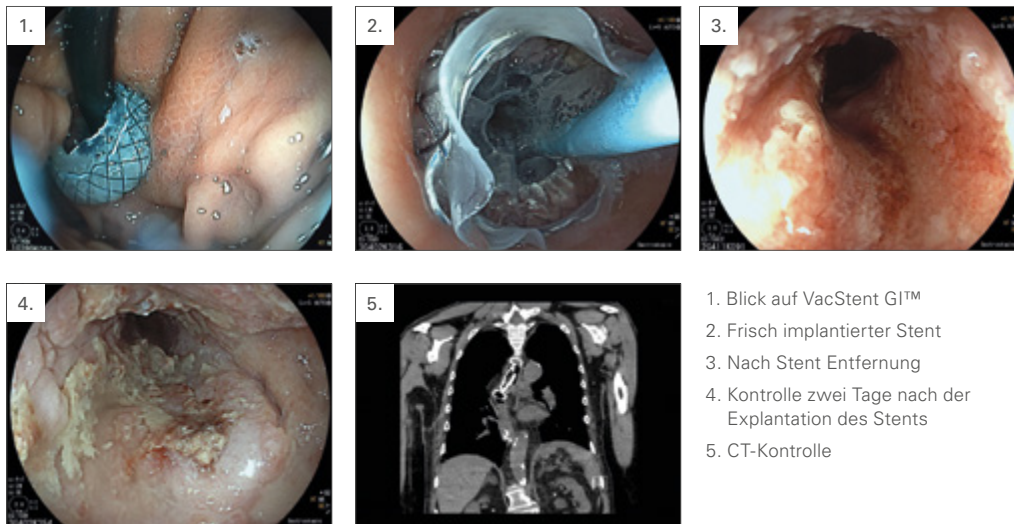 1.
2.
3.
4.
5.
1. Blick auf VacStent GI™
2. Frisch implantierter Stent
3. Nach Stent Entfernung
4. Kontrolle zwei Tage nach der
Explantation des Stents
5. CT-Kontrolle